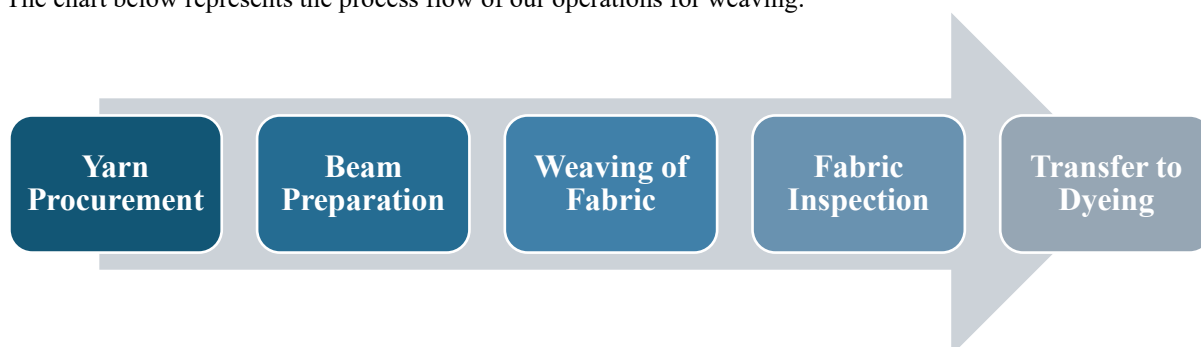 The chart below represents the process flow of our operations for weaving:
Yarn
Procurement
Beam
Preparation
Weaving of
Fabric
Fabric
Inspection
Transfer to
Dyeing